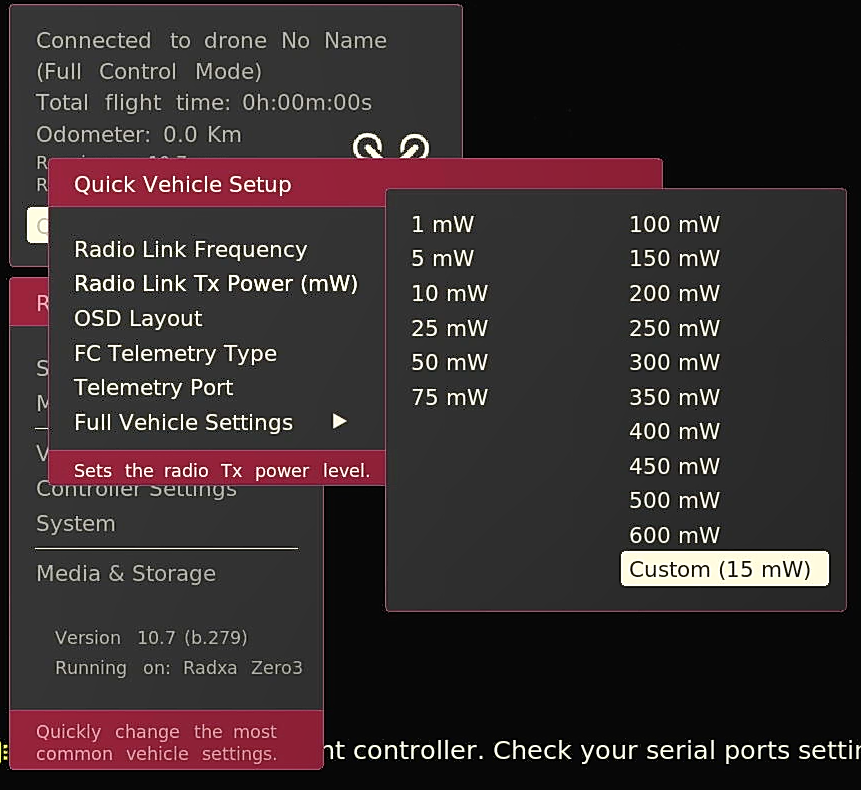 Connected to drone No Name
(Full Control Mode)
Total flight time: 0h:00m:00s
Odometer: 0.0 Km
Quick Vehicle Setup
Radio Link Frequency
Radio Link Tx Power (mW)
OSD Layout
FC Telemetry Type
Telemetry Port
Full Vehicle Settings
Sets the radio Tx power level.
1 mW
5 mW
10 mW
25 mW
50 mW
75 mW
100 mW
150 mW
200 mW
250 mW
300 mW
350 mW
400 mW
450 mW
500 mW
600 mW
Custom (15 mW)
Controller Settings
System
Media & Storage
Version 10.7 (b.279)
Running on: Radxa Zero3
Quickly change the most
common vehicle settings.
controller. Check your serial ports